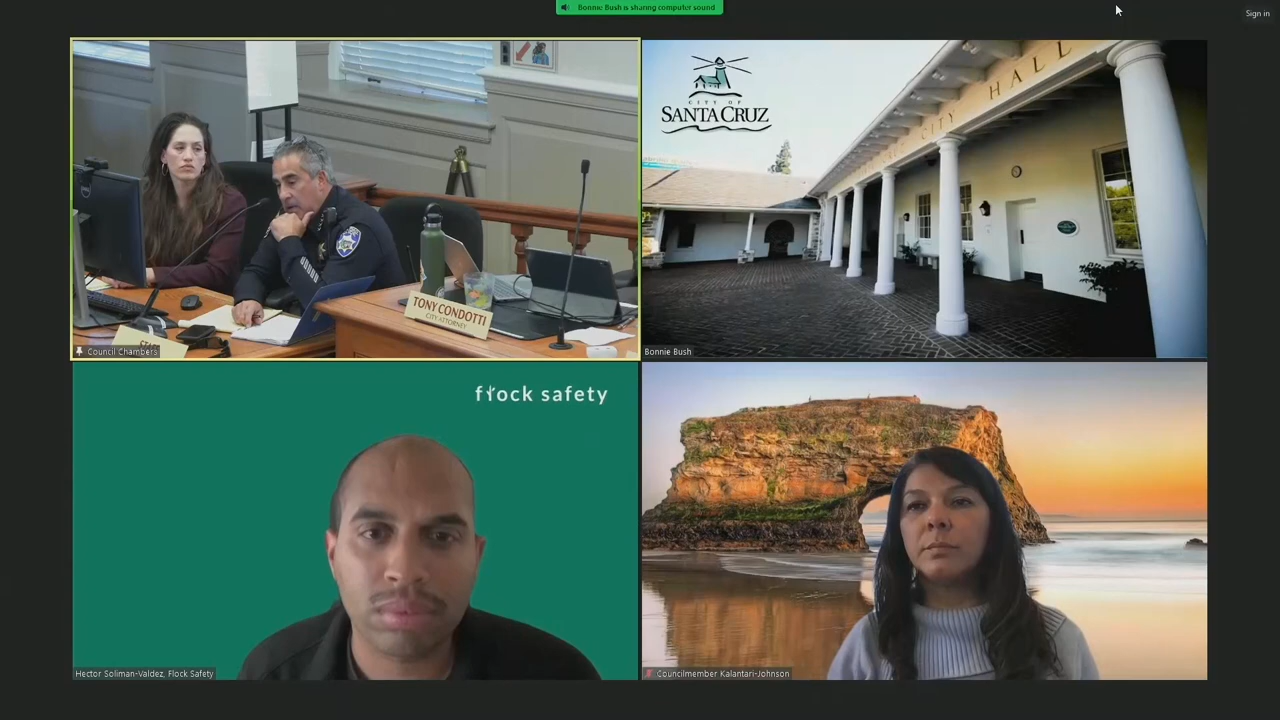 Bonnie Bush is sharing computer sound
Sign in
TONY CONDOTTI
CITY ATTORNEY
Council Chambers
CITY OF
SANTA CRUZ
CITY HALL
Bonnie Bush
flock safety
Hector Soliman-Valdez, Flock Safety
Councilmember Kalantari-Johnson